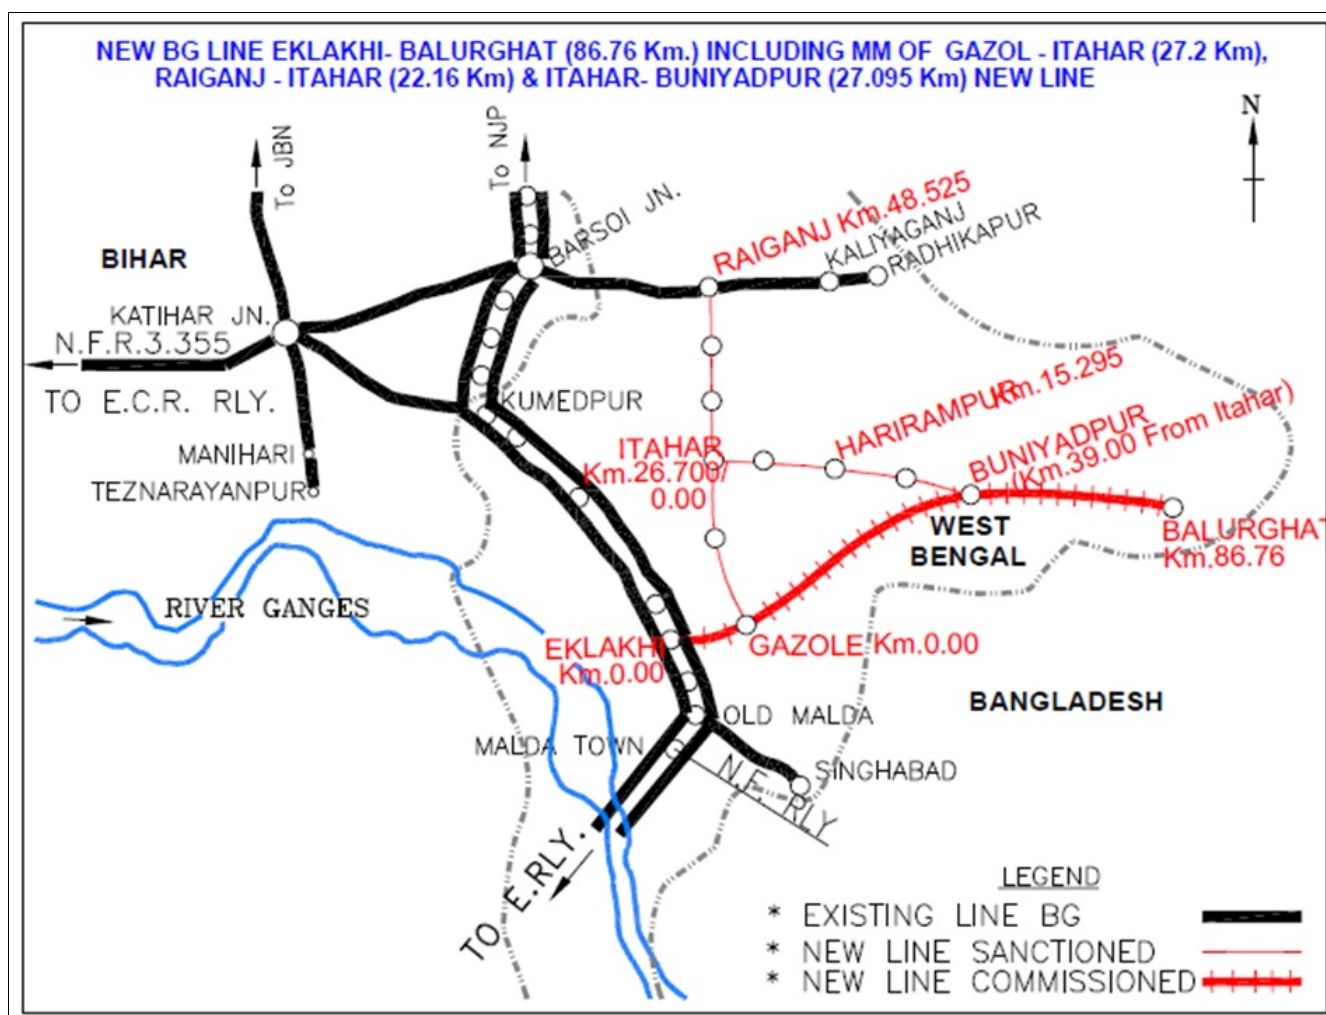 NEW BG LINE EKLAKHI- BALURGHAT (86.76 Km.) INCLUDING MM OF GAZOL - ITAHAR (27.2 Km),
RAIGANJ - ITAHAR (22.16 Km) & ITAHAR- BUNIYADPUR (27.095 Km) NEW LINE
N
To JBN
To NJP
BARSOI JN.
RAIGANJ Km.48.525
KALIYAGANJ
RADHIKAPUR
BIHAR
KATIHAR JN.
N.F.R.3.355
TO E.C.R. RLY.
KUMEDPUR
HARIRAMPUR
Km.15.295
MANIHARI
TEZNARAYANPUR
ITAHAR
Km.26.700/
0.00
BUNIYADPUR
(Km.39.00 From Itahar)
WEST
BENGAL
BALURGHAT
Km.86.76
RIVER GANGES
EKLAKHI
Km.0.00
GAZOLE Km.0.00
BANGLADESH
OLD MALDA
MALDA TOWN
SINGHABAD
N.F. RLY
TO E.RLY.
LEGEND
* EXISTING LINE BG
* NEW LINE SANCTIONED
* NEW LINE COMMISSIONED